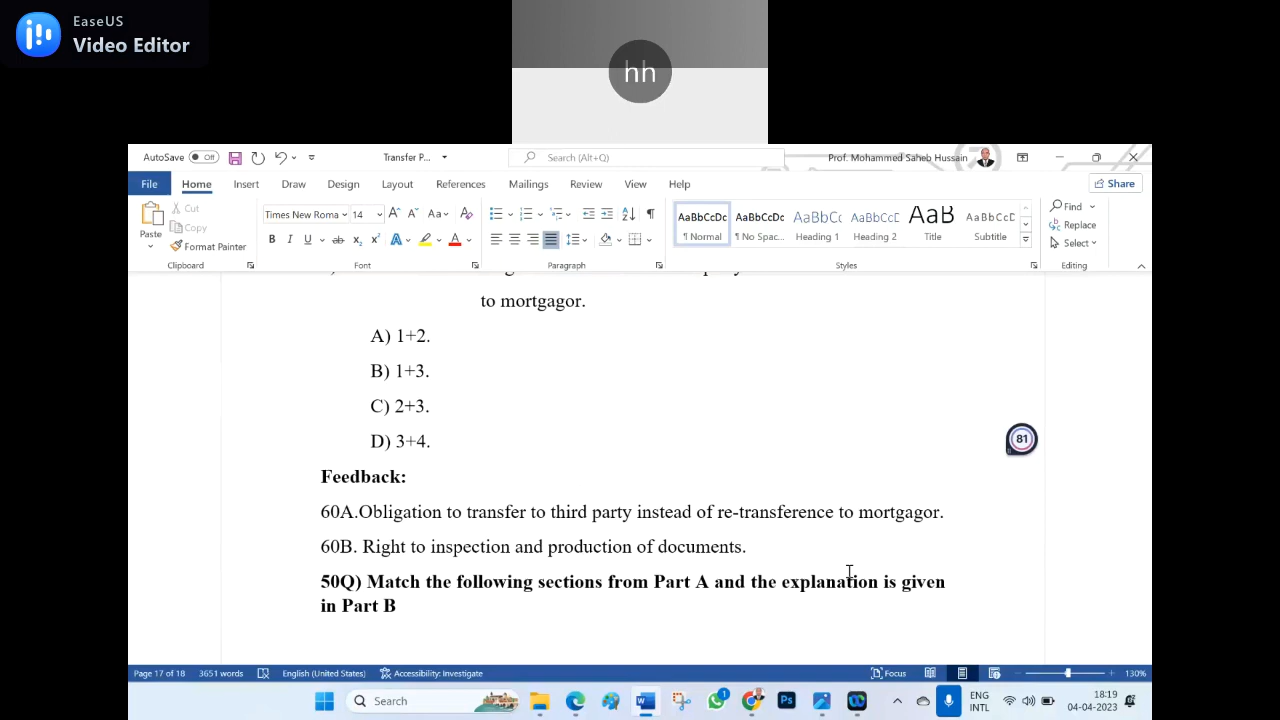 EaseUS
Video Editor
hh
AutoSave Off
Transfer P...
Search (Alt+Q)
Prof. Mohammed Saheb Hussain
File Home Insert Draw Design Layout References Mailings Review View Help
Share
Paste
Cut
Copy
Format Painter
Clipboard
Times New Roma 14
Font
Paragraph
AaBbCcDc AaBbCcDc AaBbC( AaBbCcD AaB AaBbCcD
¶ Normal ¶ No Spac... Heading 1 Heading 2 Title Subtitle
Styles
Find
Replace
Select
Editing
to mortgagor.
A) 1+2.
B) 1+3.
C) 2+3.
D) 3+4.
81
Feedback:
60A.Obligation to transfer to third party instead of re-transference to mortgagor.
60B. Right to inspection and production of documents.
50Q) Match the following sections from Part A and the explanation is given
in Part B
Page 17 of 18 3651 words English (United States) Accessibility: Investigate Focus 130%
Search
1
ENG
INTL
18:19
04-04-2023